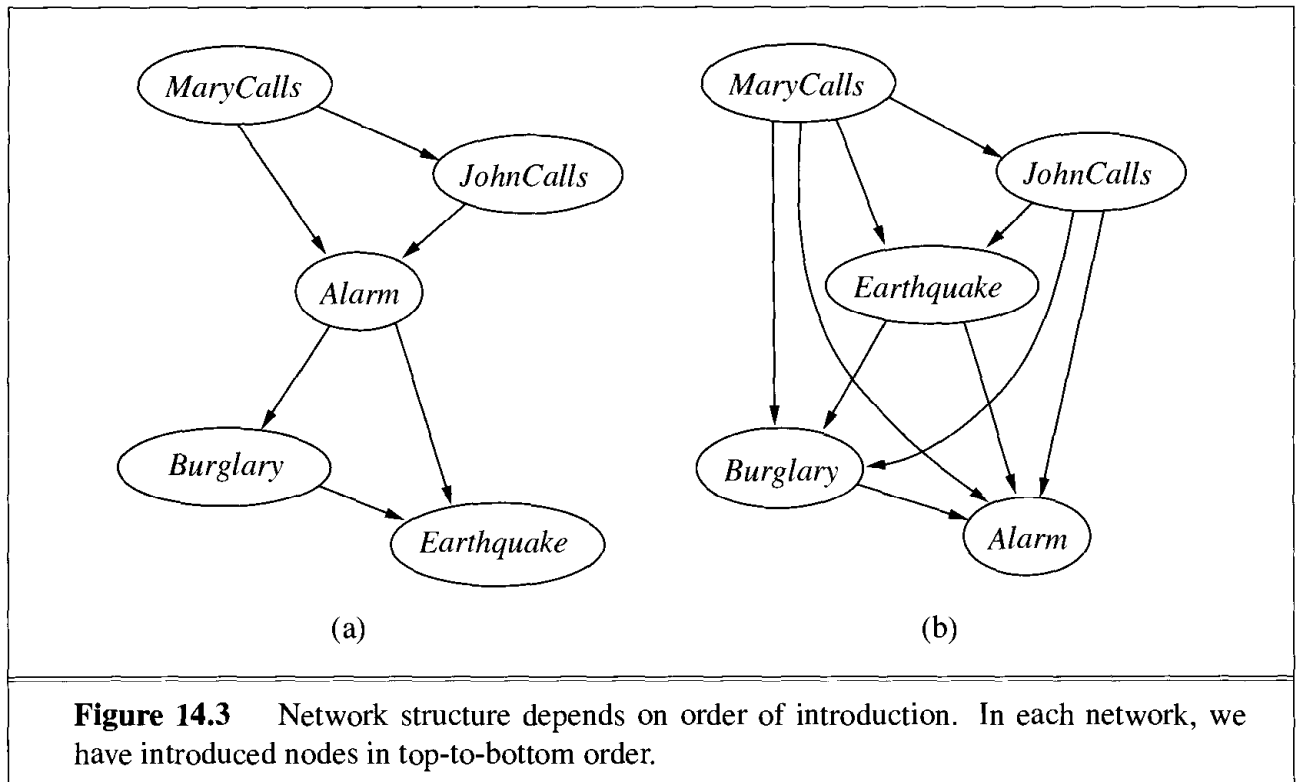 MaryCalls
JohnCalls
Alarm
Burglary
Earthquake
(a)
MaryCalls
JohnCalls
Earthquake
Burglary
Alarm
(b)
Figure 14.3 Network structure depends on order of introduction. In each network, we
have introduced nodes in top-to-bottom order.